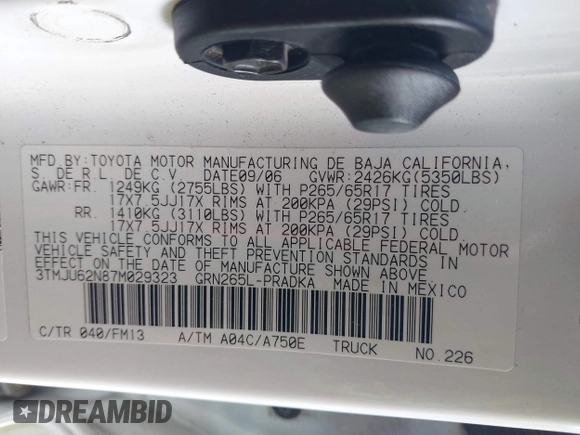 MFD BY:TOYOTA MOTOR MANUFACTURING DE BAJA CALIFORNIA,
S. DE R.L. DE C.V. DATE09/06 GVWR:2426KG(5350LBS)
GAWR:FR. 1249KG (2755LBS) WITH P265/65R17 TIRES
17X7.5JJ17X RIMS AT 200KPA (29PSI) COLD
RR. 1410KG (3110LBS) WITH P265/65R17 TIRES
17X7.5JJ17X RIMS AT 200KPA (29PSI) COLD.
THIS VEHICLE CONFORMS TO ALL APPLICABLE FEDERAL MOTOR
VEHICLE SAFETY AND THEFT PREVENTION STANDARDS IN
EFFECT ON THE DATE OF MANUFACTURE SHOWN ABOVE.
3TMJU62N87M029323 GRN265L-PRADKA MADE IN MEXICO
C/TR 040/FM13 A/TM A04C/A750E TRUCK NO.226
DREAMBID